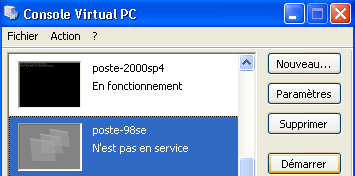 Console Virtual PC
Fichier Action ?
poste-2000sp4
En fonctionnement
poste-98se
N'est pas en service
Nouveau...
Paramètres
Supprimer
Démarrer